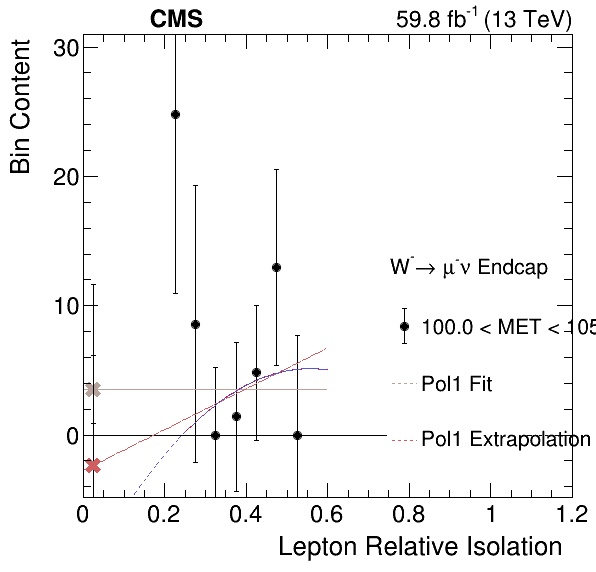 CMS
59.8 fb⁻¹ (13 TeV)
Bin Content
30
20
10
0
W⁻→ μ⁻ν Endcap
100.0 < MET < 105
Pol1 Fit
Pol1 Extrapolation
0 0.2 0.4 0.6 0.8 1 1.2
Lepton Relative Isolation